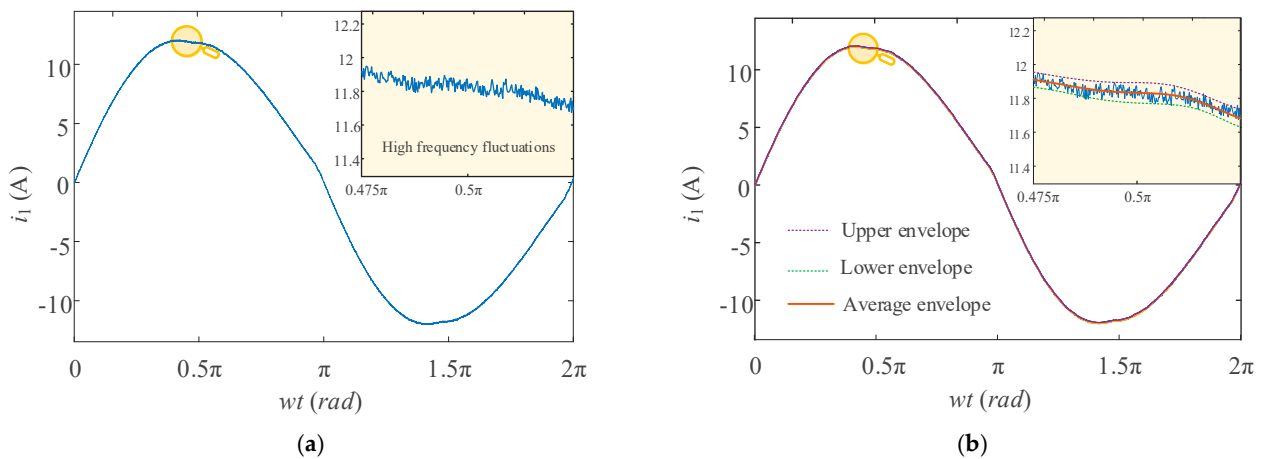 12.2
12
11.8
11.6
11.4
High frequency fluctuations
0.475π
0.5π
10
5
0
-5
-10
i1 (A)
0
0.5π
π
1.5π
2π
wt (rad)
(a)
12.2
12
11.8
11.6
11.4
0.475π
0.5π
10
5
0
-5
-10
i1 (A)
Upper envelope
Lower envelope
Average envelope
0
0.5π
π
1.5π
2π
wt (rad)
(b)